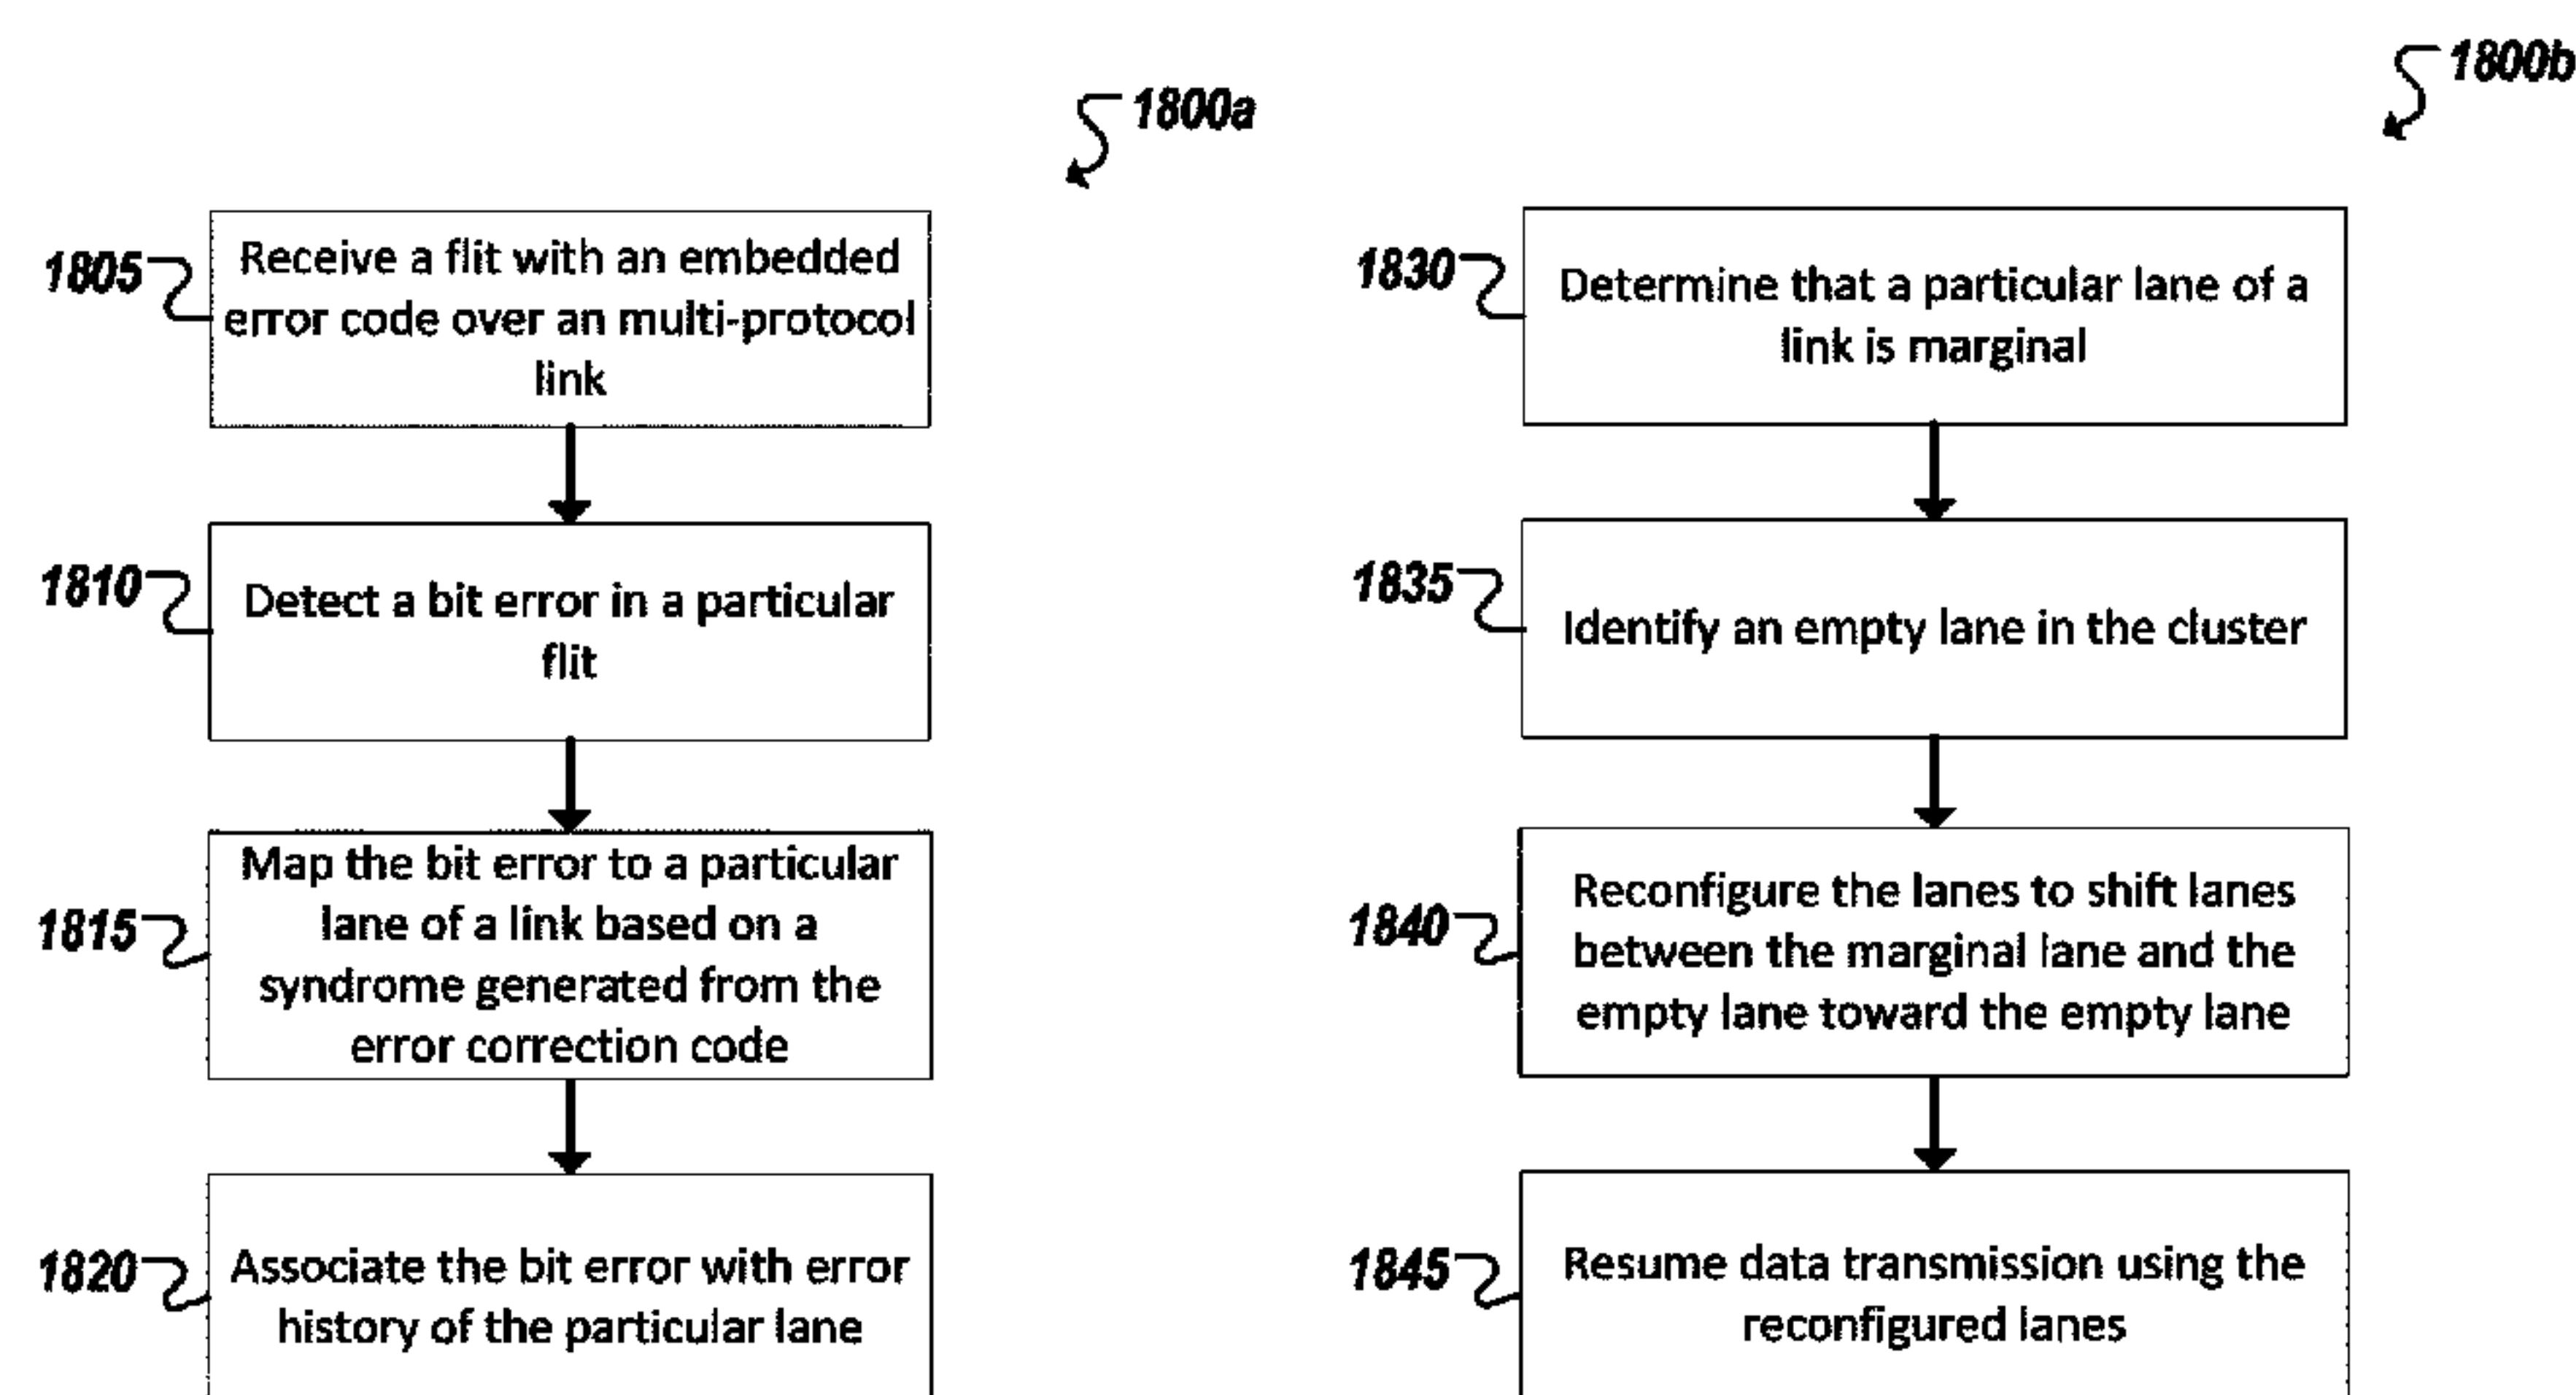 1800a
1805
Receive a flit with an embedded
error code over an multi-protocol
link
1810
Detect a bit error in a particular
flit
1815
Map the bit error to a particular
lane of a link based on a
syndrome generated from the
error correction code
1820
Associate the bit error with error
history of the particular lane
1800b
1830
Determine that a particular lane of a
link is marginal
1835
Identify an empty lane in the cluster
1840
Reconfigure the lanes to shift lanes
between the marginal lane and the
empty lane toward the empty lane
1845
Resume data transmission using the
reconfigured lanes